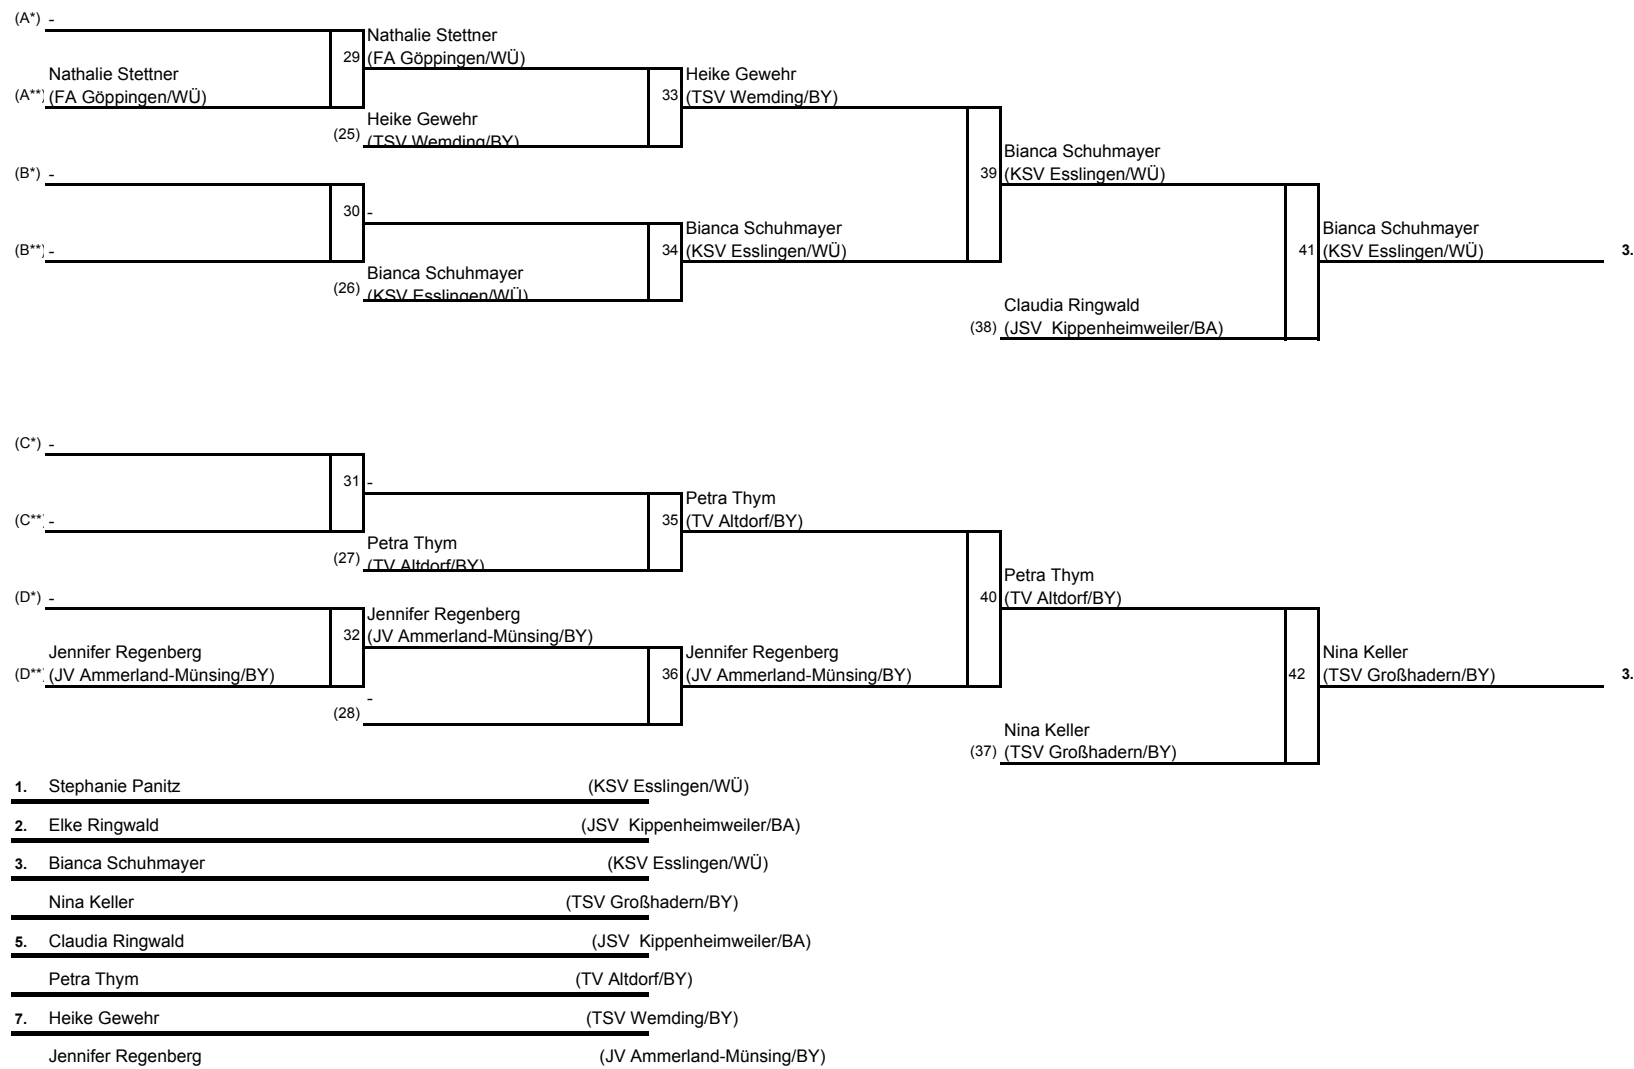 (A*) -
Nathalie Stettner
29 (FA Göppingen/WÜ)
Nathalie Stettner
(A**) (FA Göppingen/WÜ)
Heike Gewehr
33 (TSV Wemding/BY)
Heike Gewehr
(25) (TSV Wemding/BY)
Bianca Schuhmayer
39 (KSV Esslingen/WÜ)
(B*) -
30 -
Bianca Schuhmayer
34 (KSV Esslingen/WÜ)
Bianca Schuhmayer
41 (KSV Esslingen/WÜ) 3.
(B**) -
Bianca Schuhmayer
(26) (KSV Esslingen/WÜ)
Claudia Ringwald
(38) (JSV  Kippenheimweiler/BA)
(C*) -
31 -
Petra Thym
35 (TV Altdorf/BY)
(C**) -
Petra Thym
(27) (TV Altdorf/BY)
Petra Thym
40 (TV Altdorf/BY)
(D*) -
Jennifer Regenberg
32 (JV Ammerland-Münsing/BY)
Jennifer Regenberg
(D**) (JV Ammerland-Münsing/BY)
Jennifer Regenberg
36 (JV Ammerland-Münsing/BY)
Nina Keller
42 (TSV Großhadern/BY) 3.
-
(28)
Nina Keller
(37) (TSV Großhadern/BY)
1. Stephanie Panitz (KSV Esslingen/WÜ)
2. Elke Ringwald (JSV  Kippenheimweiler/BA)
3. Bianca Schuhmayer (KSV Esslingen/WÜ)
Nina Keller (TSV Großhadern/BY)
5. Claudia Ringwald (JSV  Kippenheimweiler/BA)
Petra Thym (TV Altdorf/BY)
7. Heike Gewehr (TSV Wemding/BY)
Jennifer Regenberg (JV Ammerland-Münsing/BY)